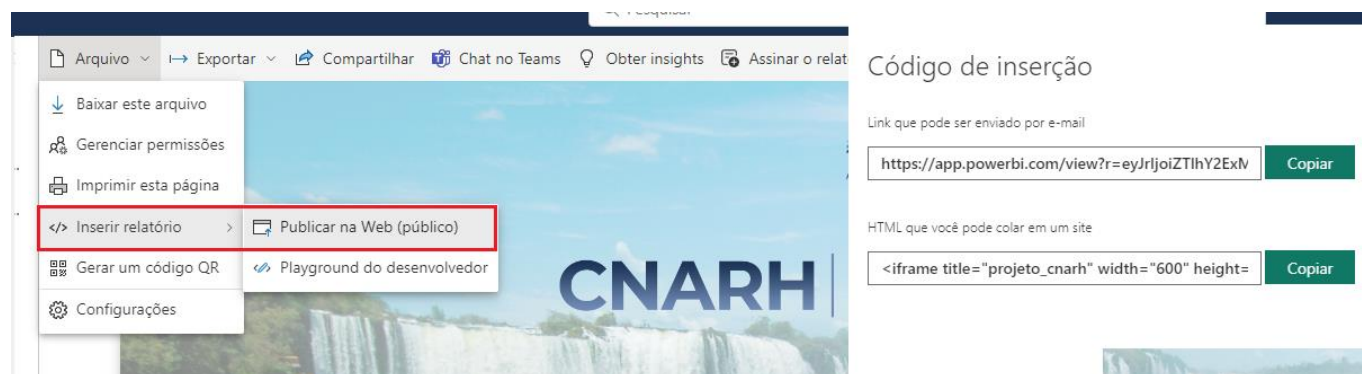 Arquivo Exportar Compartilhar Chat no Teams Obter insights Assinar o relat
Baixar este arquivo
Gerenciar permissões
Imprimir esta página
</> Inserir relatório > Publicar na Web (público)
Gerar um código QR Playground do desenvolvedor
Configurações
CNARH
Código de inserção
Link que pode ser enviado por e-mail
https://app.powerbi.com/view?r=eyJrIjoiZTlhY2ExM Copiar
HTML que você pode colar em um site
<iframe title="projeto_cnarh" width="600" height= Copiar